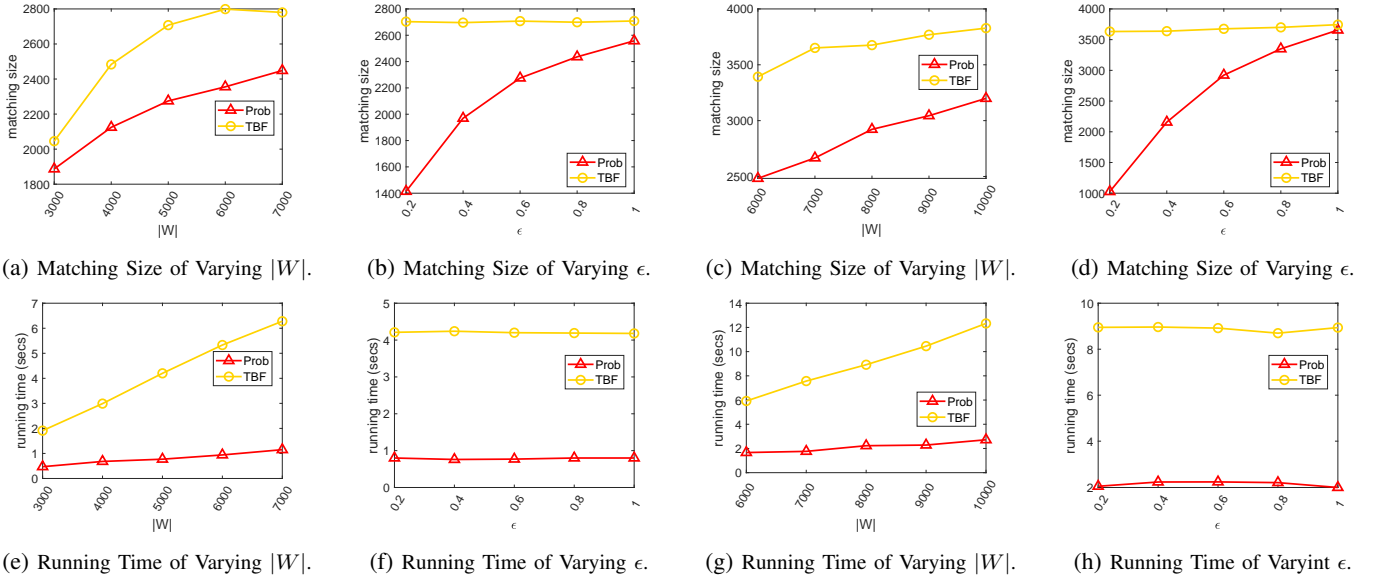 2800
2600
2400
2200
2000
1800
matching size
3000
4000
5000
6000
7000
|W|
Prob
TBF
2800
2600
2400
2200
2000
1800
1600
1400
matching size
0.2
0.4
0.6
0.8
1
ϵ
Prob
TBF
4000
3500
3000
2500
matching size
6000
7000
8000
9000
10000
|W|
Prob
TBF
4000
3500
3000
2500
2000
1500
1000
matching size
0.2
0.4
0.6
0.8
1
ϵ
Prob
TBF
(a) Matching Size of Varying |W|.
(b) Matching Size of Varying ϵ.
(c) Matching Size of Varying |W|.
(d) Matching Size of Varying ϵ.
7
6
5
4
3
2
1
0
running time (secs)
3000
4000
5000
6000
7000
|W|
Prob
TBF
5
4
3
2
1
0
running time (secs)
0.2
0.4
0.6
0.8
1
ϵ
Prob
TBF
14
12
10
8
6
4
2
0
running time (secs)
6000
7000
8000
9000
10000
|W|
Prob
TBF
10
8
6
4
2
running time (secs)
0.2
0.4
0.6
0.8
1
ϵ
Prob
TBF
(e) Running Time of Varying |W|.
(f) Running Time of Varying ϵ.
(g) Running Time of Varying |W|.
(h) Running Time of Varyint ϵ.